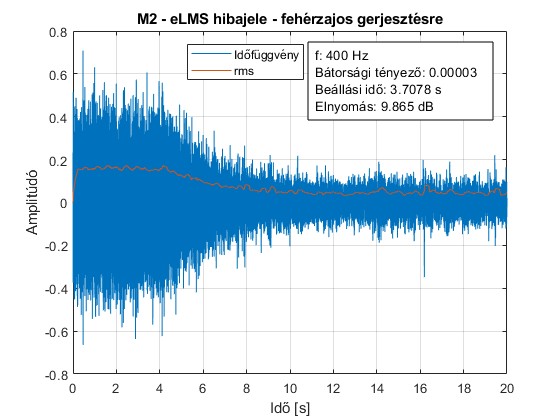 M2 - eLMS hibajele - fehérzajos gerjesztésre
Időfüggvény
rms
f: 400 Hz
Bátorsági tényező: 0.00003
Beállási idő: 3.7078 s
Elnyomás: 9.865 dB
0.8
0.6
0.4
0.2
0
-0.2
-0.4
-0.6
-0.8
Amplitúdó
0 2 4 6 8 10 12 14 16 18 20
Idő [s]